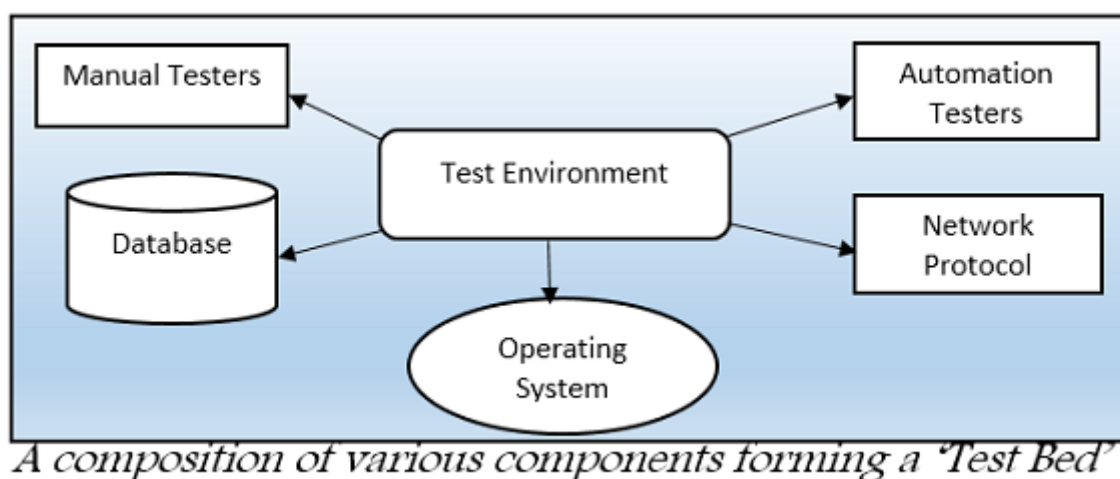 Manual Testers
Automation
Testers
Test Environment
Database
Network
Protocol
Operating
System
A composition of various components forming a 'Test Bed'